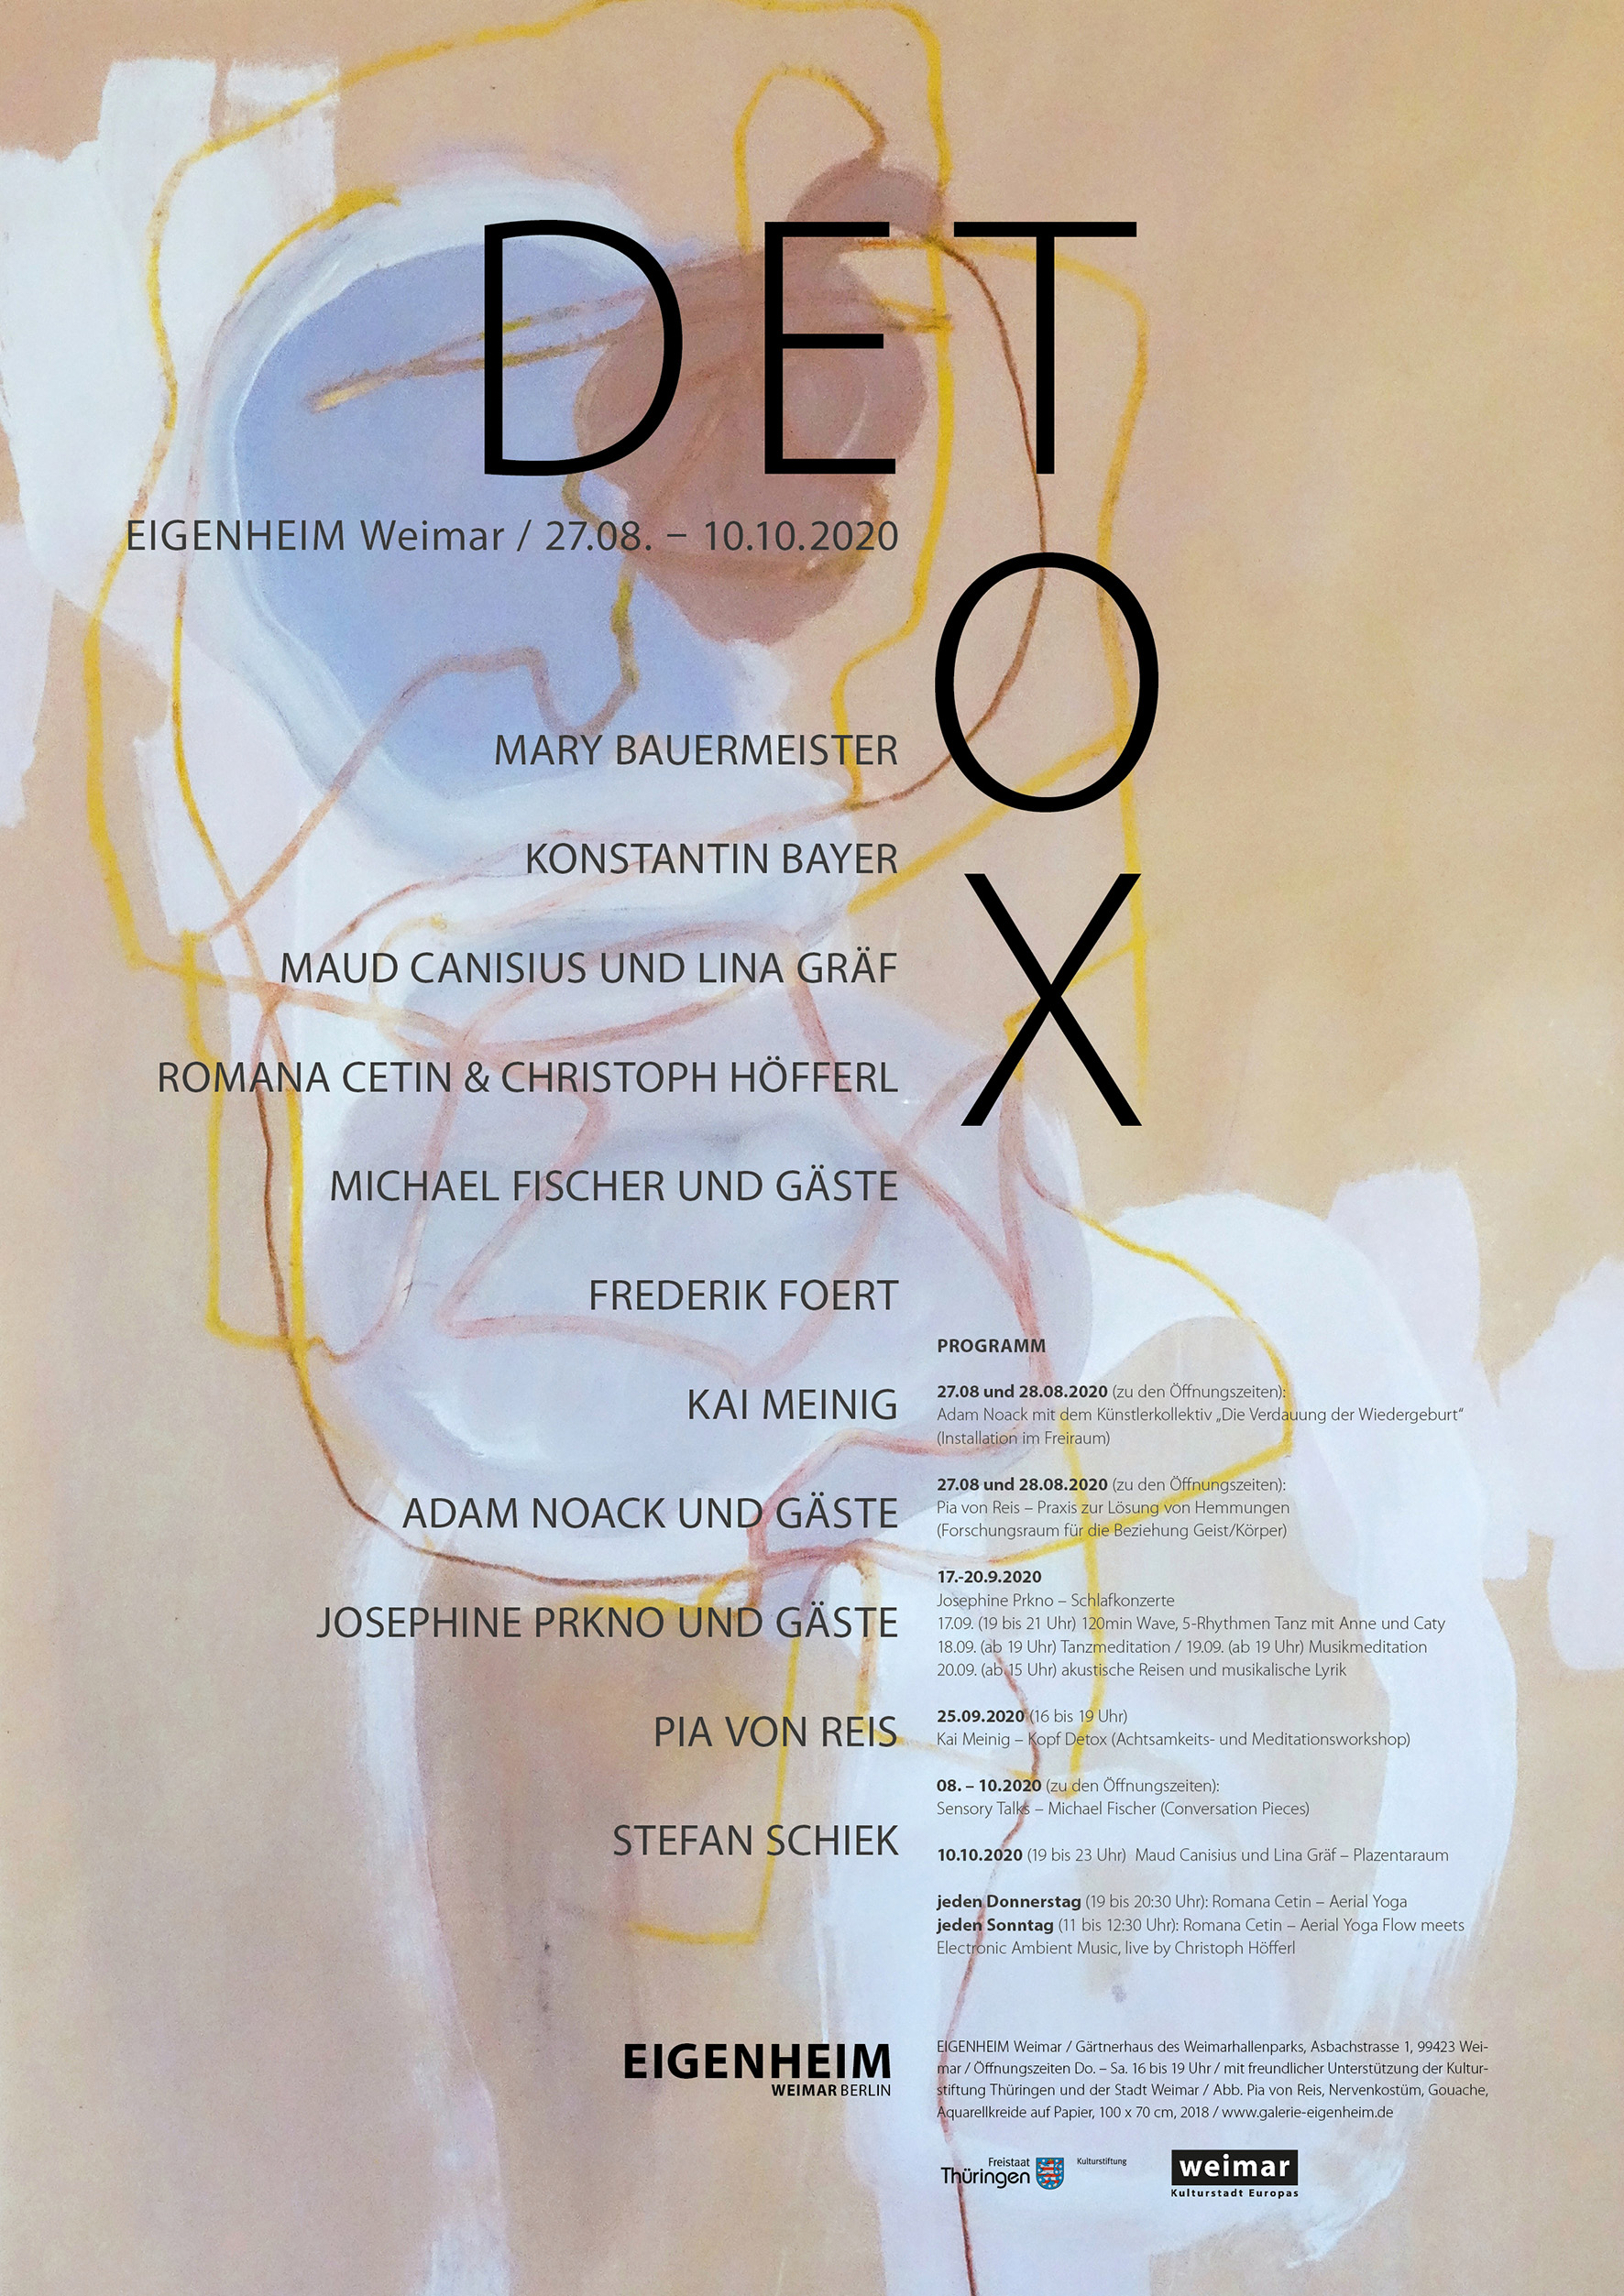 DETOX
EIGENHEIM Weimar / 27.08. – 10.10.2020
MARY BAUERMEISTER
KONSTANTIN BAYER
MAUD CANISIUS UND LINA GRÄF
ROMANA CETIN & CHRISTOPH HÖFFERL
MICHAEL FISCHER UND GÄSTE
FREDERIK FOERT
KAI MEINIG
ADAM NOACK UND GÄSTE
JOSEPHINE PRKNO UND GÄSTE
PIA VON REIS
STEFAN SCHIEK
PROGRAMM
27.08 und 28.08.2020 (zu den Öffnungszeiten):
Adam Noack mit dem Künstlerkollektiv „Die Verdauung der Wiedergeburt“
(Installation im Freiraum)
27.08 und 28.08.2020 (zu den Öffnungszeiten):
Pia von Reis – Praxis zur Lösung von Hemmungen
(Forschungsraum für die Beziehung Geist/Körper)
17.-20.9.2020
Josephine Prkno – Schlafkonzerte
17.09. (19 bis 21 Uhr) 120min Wave, 5-Rhythmen Tanz mit Anne und Caty
18.09. (ab 19 Uhr) Tanzmeditation / 19.09. (ab 19 Uhr) Musikmeditation
20.09. (ab 15 Uhr) akustische Reisen und musikalische Lyrik
25.09.2020 (16 bis 19 Uhr)
Kai Meinig – Kopf Detox (Achtsamkeits- und Meditationsworkshop)
08. – 10.2020 (zu den Öffnungszeiten):
Sensory Talks – Michael Fischer (Conversation Pieces)
10.10.2020 (19 bis 23 Uhr) Maud Canisius und Lina Gräf – Plazentaraum
jeden Donnerstag (19 bis 20:30 Uhr): Romana Cetin – Aerial Yoga
jeden Sonntag (11 bis 12:30 Uhr): Romana Cetin – Aerial Yoga Flow meets
Electronic Ambient Music, live by Christoph Höfferl
EIGENHEIM
WEIMAR BERLIN
EIGENHEIM Weimar / Gärtnerhaus des Weimarhallenparks, Asbachstrasse 1, 99423 Wei-
mar / Öffnungszeiten Do. – Sa. 16 bis 19 Uhr / mit freundlicher Unterstützung der Kultur-
stiftung Thüringen und der Stadt Weimar / Abb. Pia von Reis, Nervenkostüm, Gouache,
Aquarellkreide auf Papier, 100 x 70 cm, 2018 / www.galerie-eigenheim.de
Freistaat
Thüringen
Kulturstiftung
weimar
Kulturstadt Europas